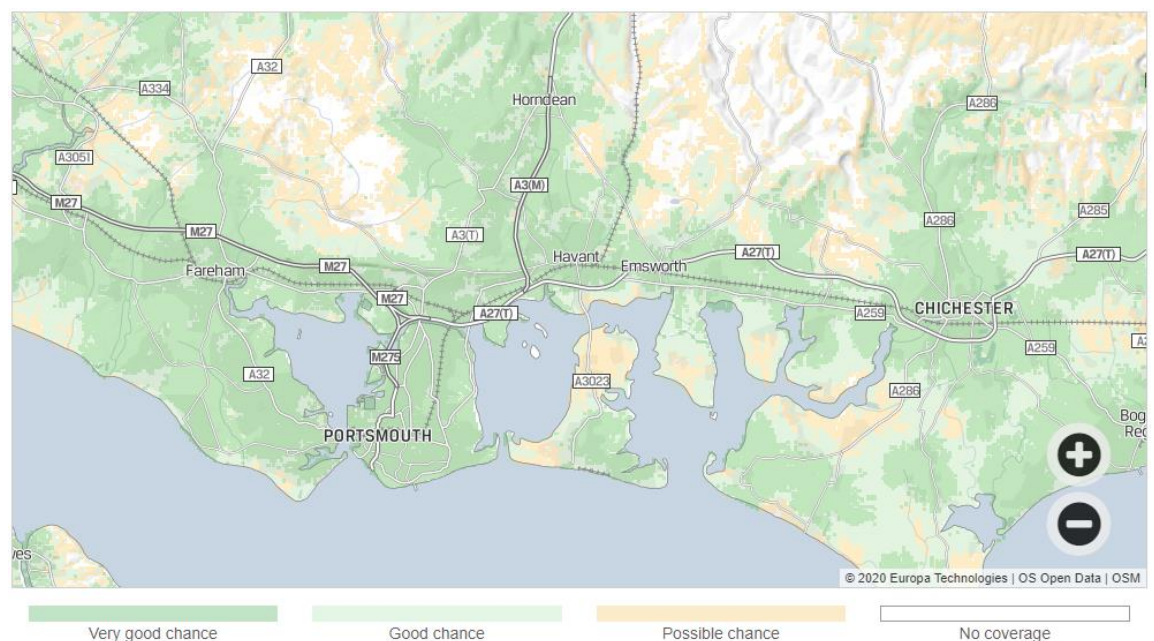 A32
A334
Horndean
A286
A3051
M27
A3(M)
M27
A3(T)
A286
A285
Havant
Emsworth
A27(T)
A27(T)
Fareham
M27
M27
A27(T)
A259
CHICHESTER
M275
A259
A32
A3023
A286
PORTSMOUTH
Bog
Reg
© 2020 Europa Technologies | OS Open Data | OSM
Very good chance
Good chance
Possible chance
No coverage